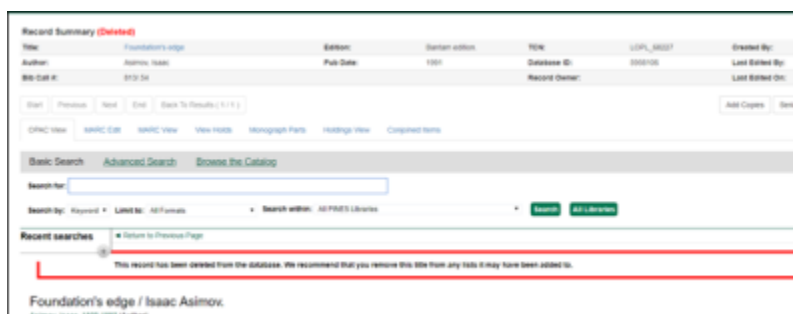 Record Summary (Deleted)
Title: Foundation's edge Edition: Bantam edition. TCN: Created By:
Author: Asimov, Isaac Pub Date: 1991 Database ID: Last Edited By:
Bib Call #: 813/.54 Record Owner: Last Edited On:
Start Previous Next End Back To Results ( 1 / 1 ) Add Copies
OPAC View MARC Edit MARC View View Holds Monograph Parts Holdings View Conjoined Items
Basic Search Advanced Search Browse the Catalog
Search for:
Search by: Keyword Limit to: All Formats Search within: All PINES Libraries Search All Libraries
Recent searches Return to Previous Page
This record has been deleted from the database. We recommend that you remove this title from any lists it may have been added to.
Foundation's edge / Isaac Asimov.